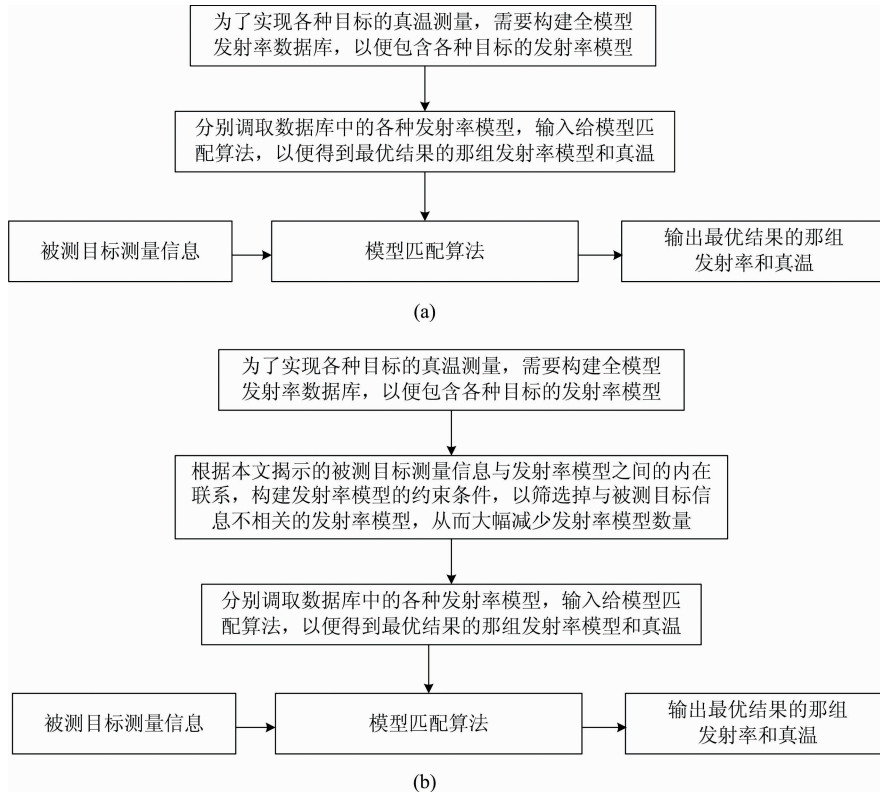 为了实现各种目标的真温测量，需要构建全模型
发射率数据库，以便包含各种目标的发射率模型
分别调取数据库中的各种发射率模型，输入给模型匹
配算法，以便得到最优结果的那组发射率模型和真温
被测目标测量信息
模型匹配算法
输出最优结果的那组
发射率和真温
(a)
为了实现各种目标的真温测量，需要构建全模型
发射率数据库，以便包含各种目标的发射率模型
根据本文揭示的被测目标测量信息与发射率模型之间的内在
联系，构建发射率模型的约束条件，以筛选掉与被测目标信
息不相关的发射率模型，从而大幅减少发射率模型数量
分别调取数据库中的各种发射率模型，输入给模型匹
配算法，以便得到最优结果的那组发射率模型和真温
被测目标测量信息
模型匹配算法
输出最优结果的那组
发射率和真温
(b)